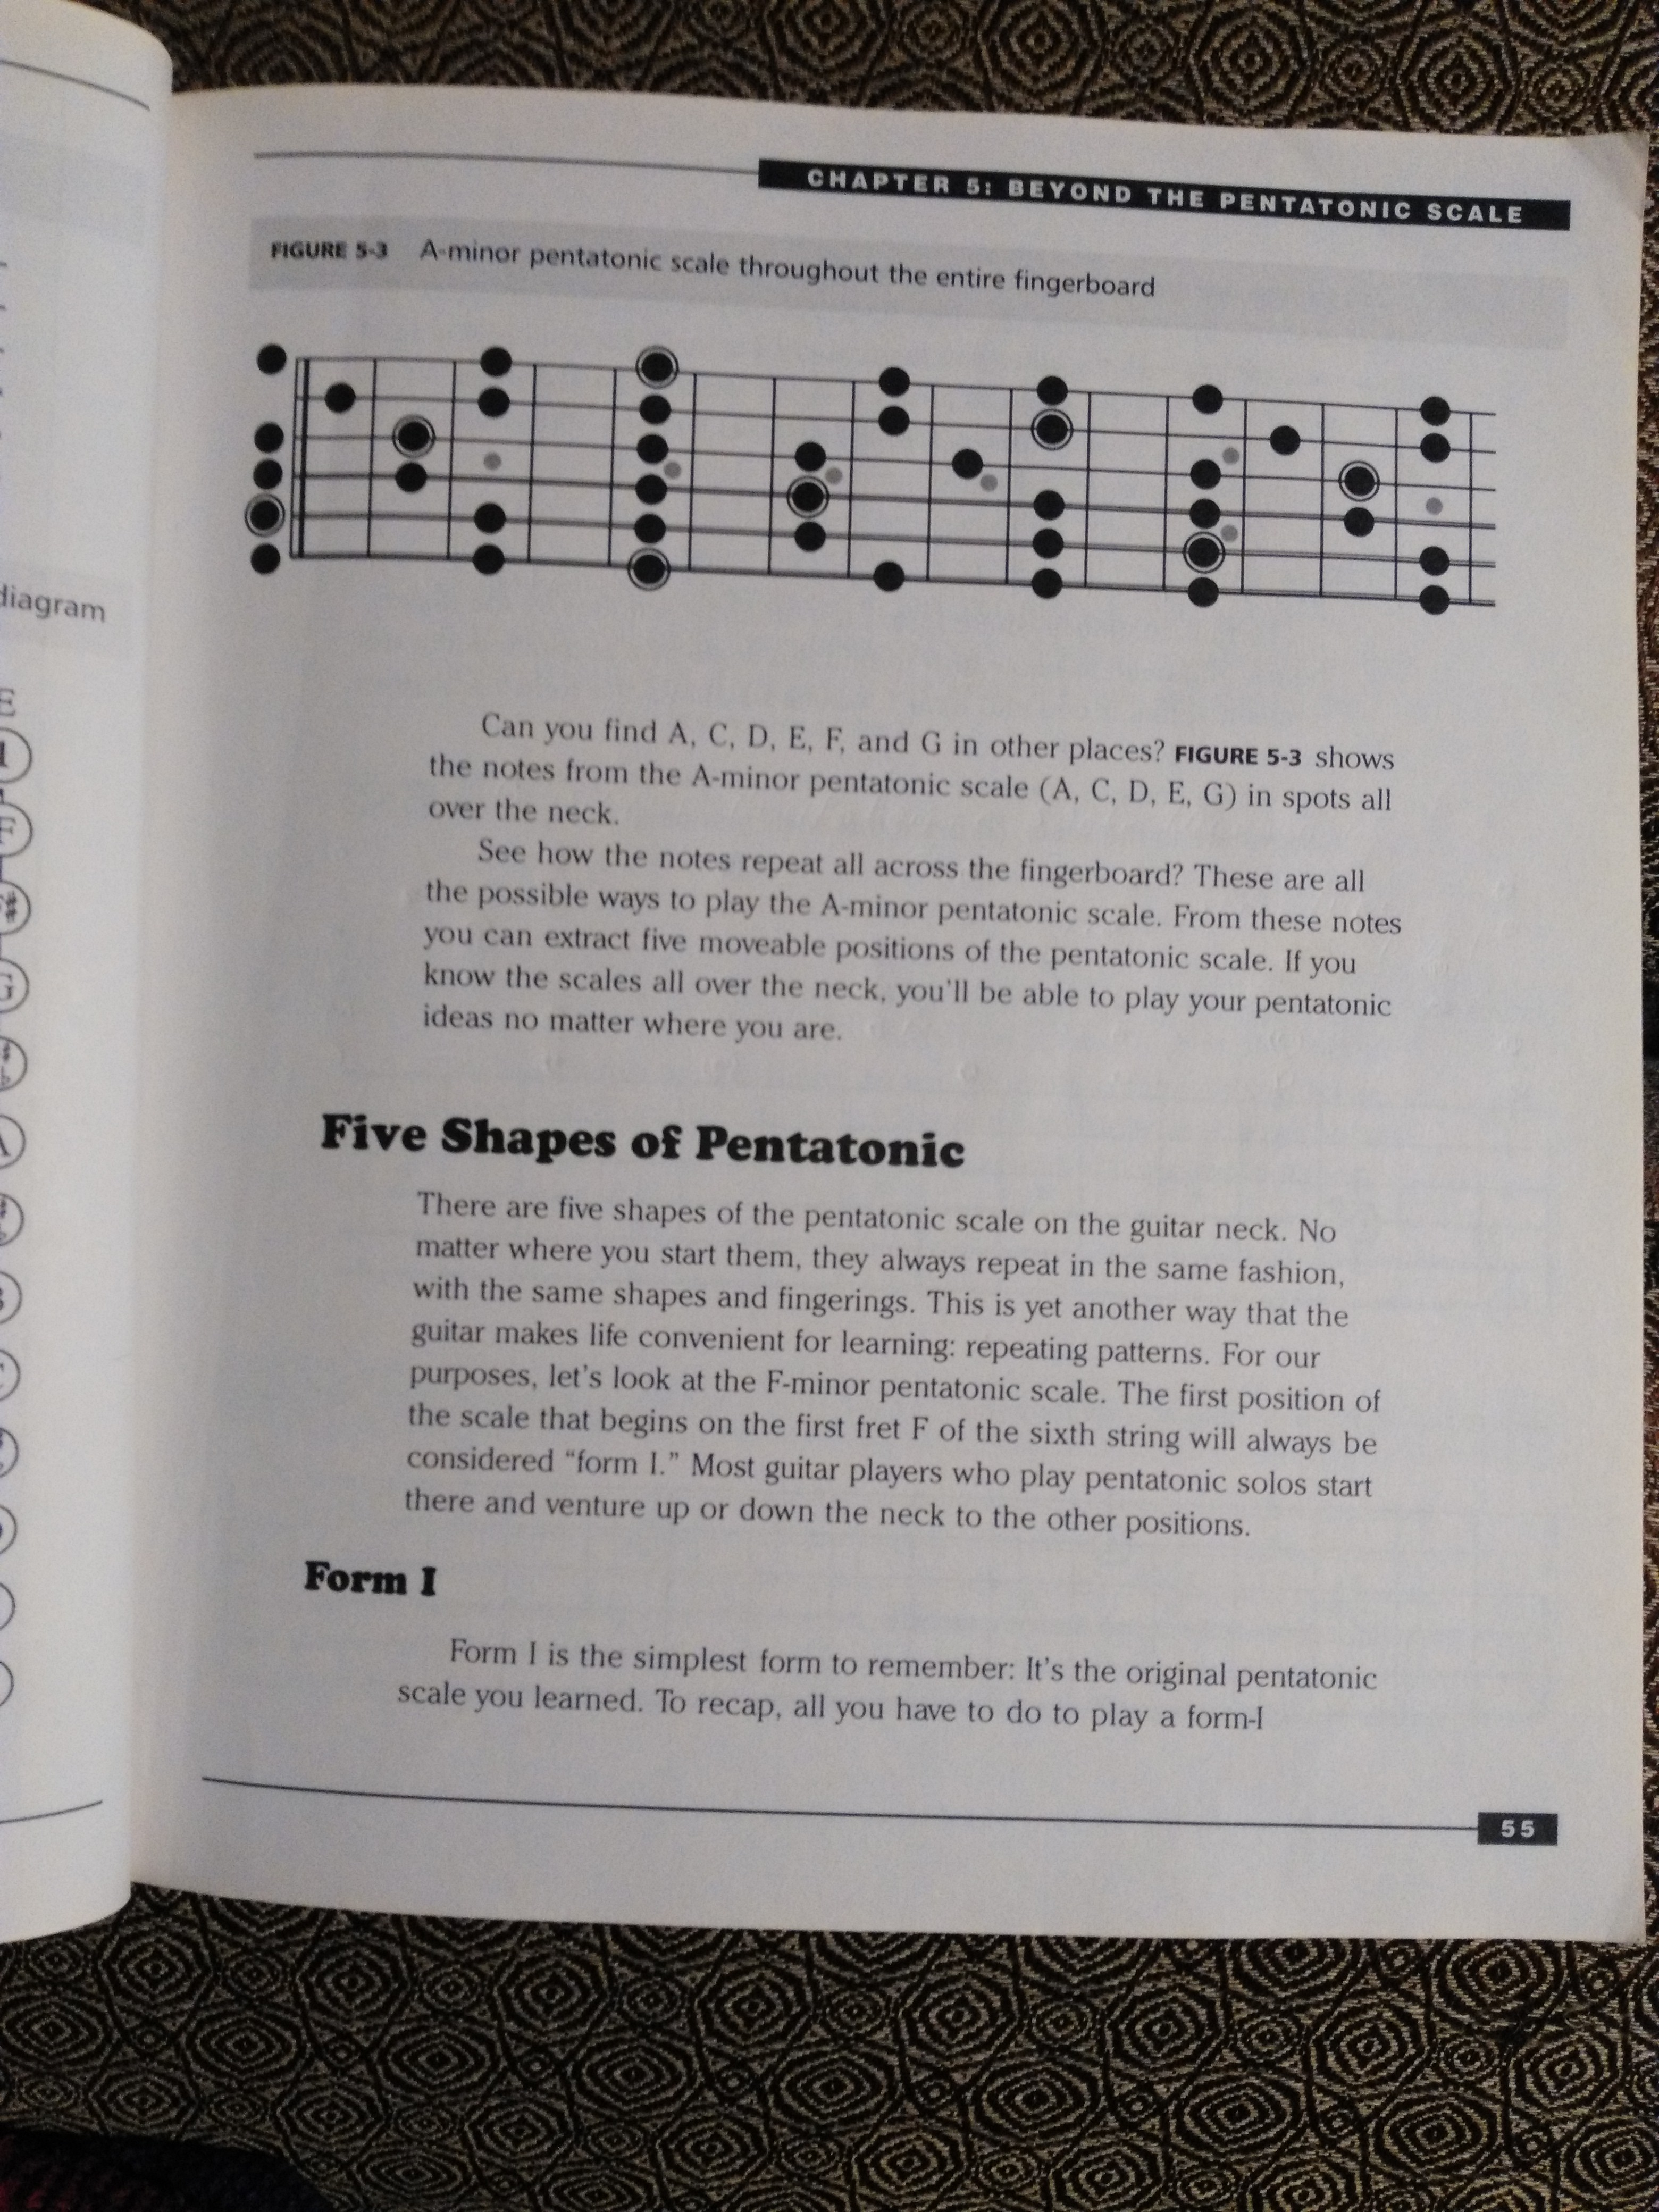 CHAPTER 5: BEYOND THE PENTATONIC SCALE
FIGURE 5-3 A-minor pentatonic scale throughout the entire fingerboard
diagram
E
Can you find A, C, D, E, F, and G in other places? FIGURE 5-3 shows
the notes from the A-minor pentatonic scale (A, C, D, E, G) in spots all
over the neck.
See how the notes repeat all across the fingerboard? These are all
the possible ways to play the A-minor pentatonic scale. From these notes
you can extract five moveable positions of the pentatonic scale. If you
know the scales all over the neck, you'll be able to play your pentatonic
ideas no matter where you are.
Five Shapes of Pentatonic
There are five shapes of the pentatonic scale on the guitar neck. No
matter where you start them, they always repeat in the same fashion,
with the same shapes and fingerings. This is yet another way that the
guitar makes life convenient for learning: repeating patterns. For our
purposes, let's look at the F-minor pentatonic scale. The first position of
the scale that begins on the first fret F of the sixth string will always be
considered “form I.” Most guitar players who play pentatonic solos start
there and venture up or down the neck to the other positions.
Form I
Form I is the simplest form to remember: It's the original pentatonic
scale you learned. To recap, all you have to do to play a form-I
55